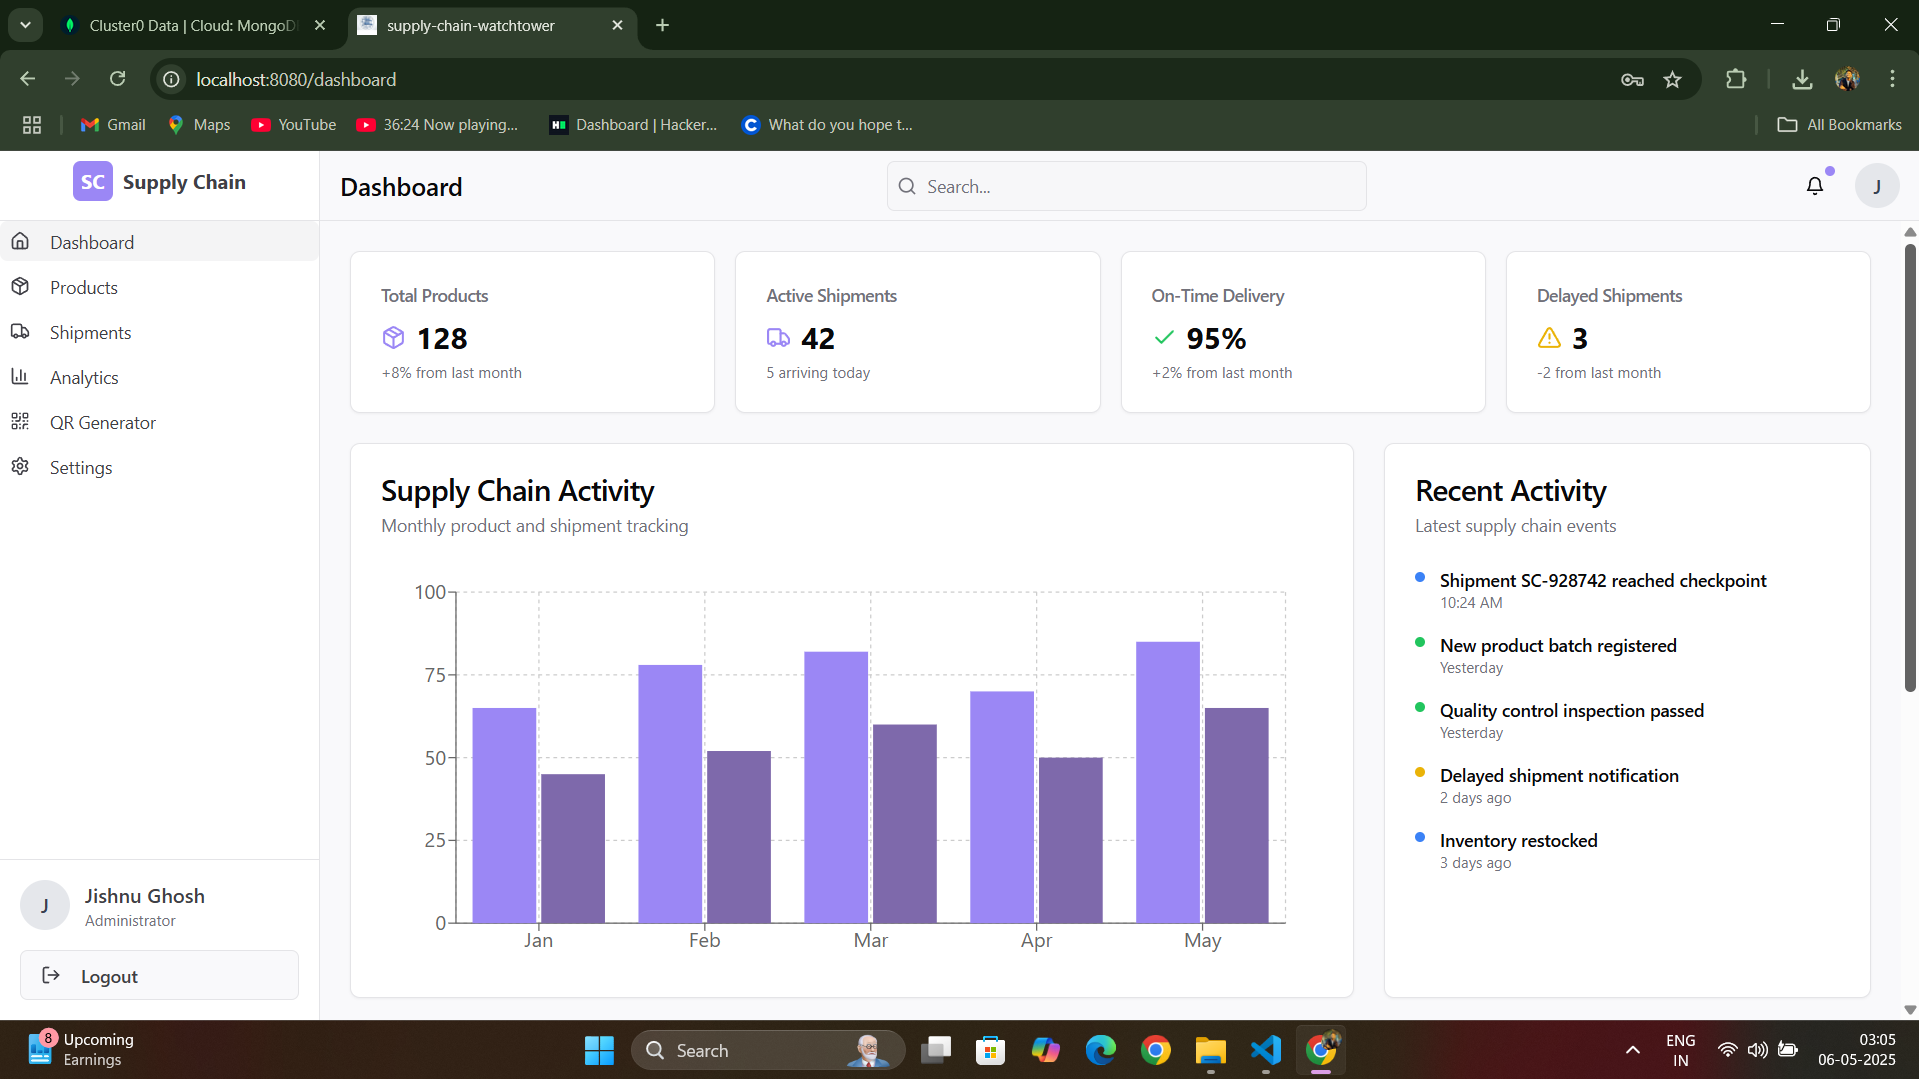 Cluster0 Data | Cloud: MongoD
supply-chain-watchtower
localhost:8080/dashboard
Gmail
Maps
YouTube
36:24 Now playing...
Dashboard | Hacker...
What do you hope t...
All Bookmarks
SC
Supply Chain
Dashboard
Search...
J
Dashboard
Products
Shipments
Analytics
QR Generator
Settings
Total Products
128
+8% from last month
Active Shipments
42
5 arriving today
On-Time Delivery
95%
+2% from last month
Delayed Shipments
3
-2 from last month
Supply Chain Activity
Monthly product and shipment tracking
100
75
50
25
0
Jan
Feb
Mar
Apr
May
Recent Activity
Latest supply chain events
Shipment SC-928742 reached checkpoint
10:24 AM
New product batch registered
Yesterday
Quality control inspection passed
Yesterday
Delayed shipment notification
2 days ago
Inventory restocked
3 days ago
J
Jishnu Ghosh
Administrator
Logout
8
Upcoming
Earnings
Search
ENG
IN
03:05
06-05-2025